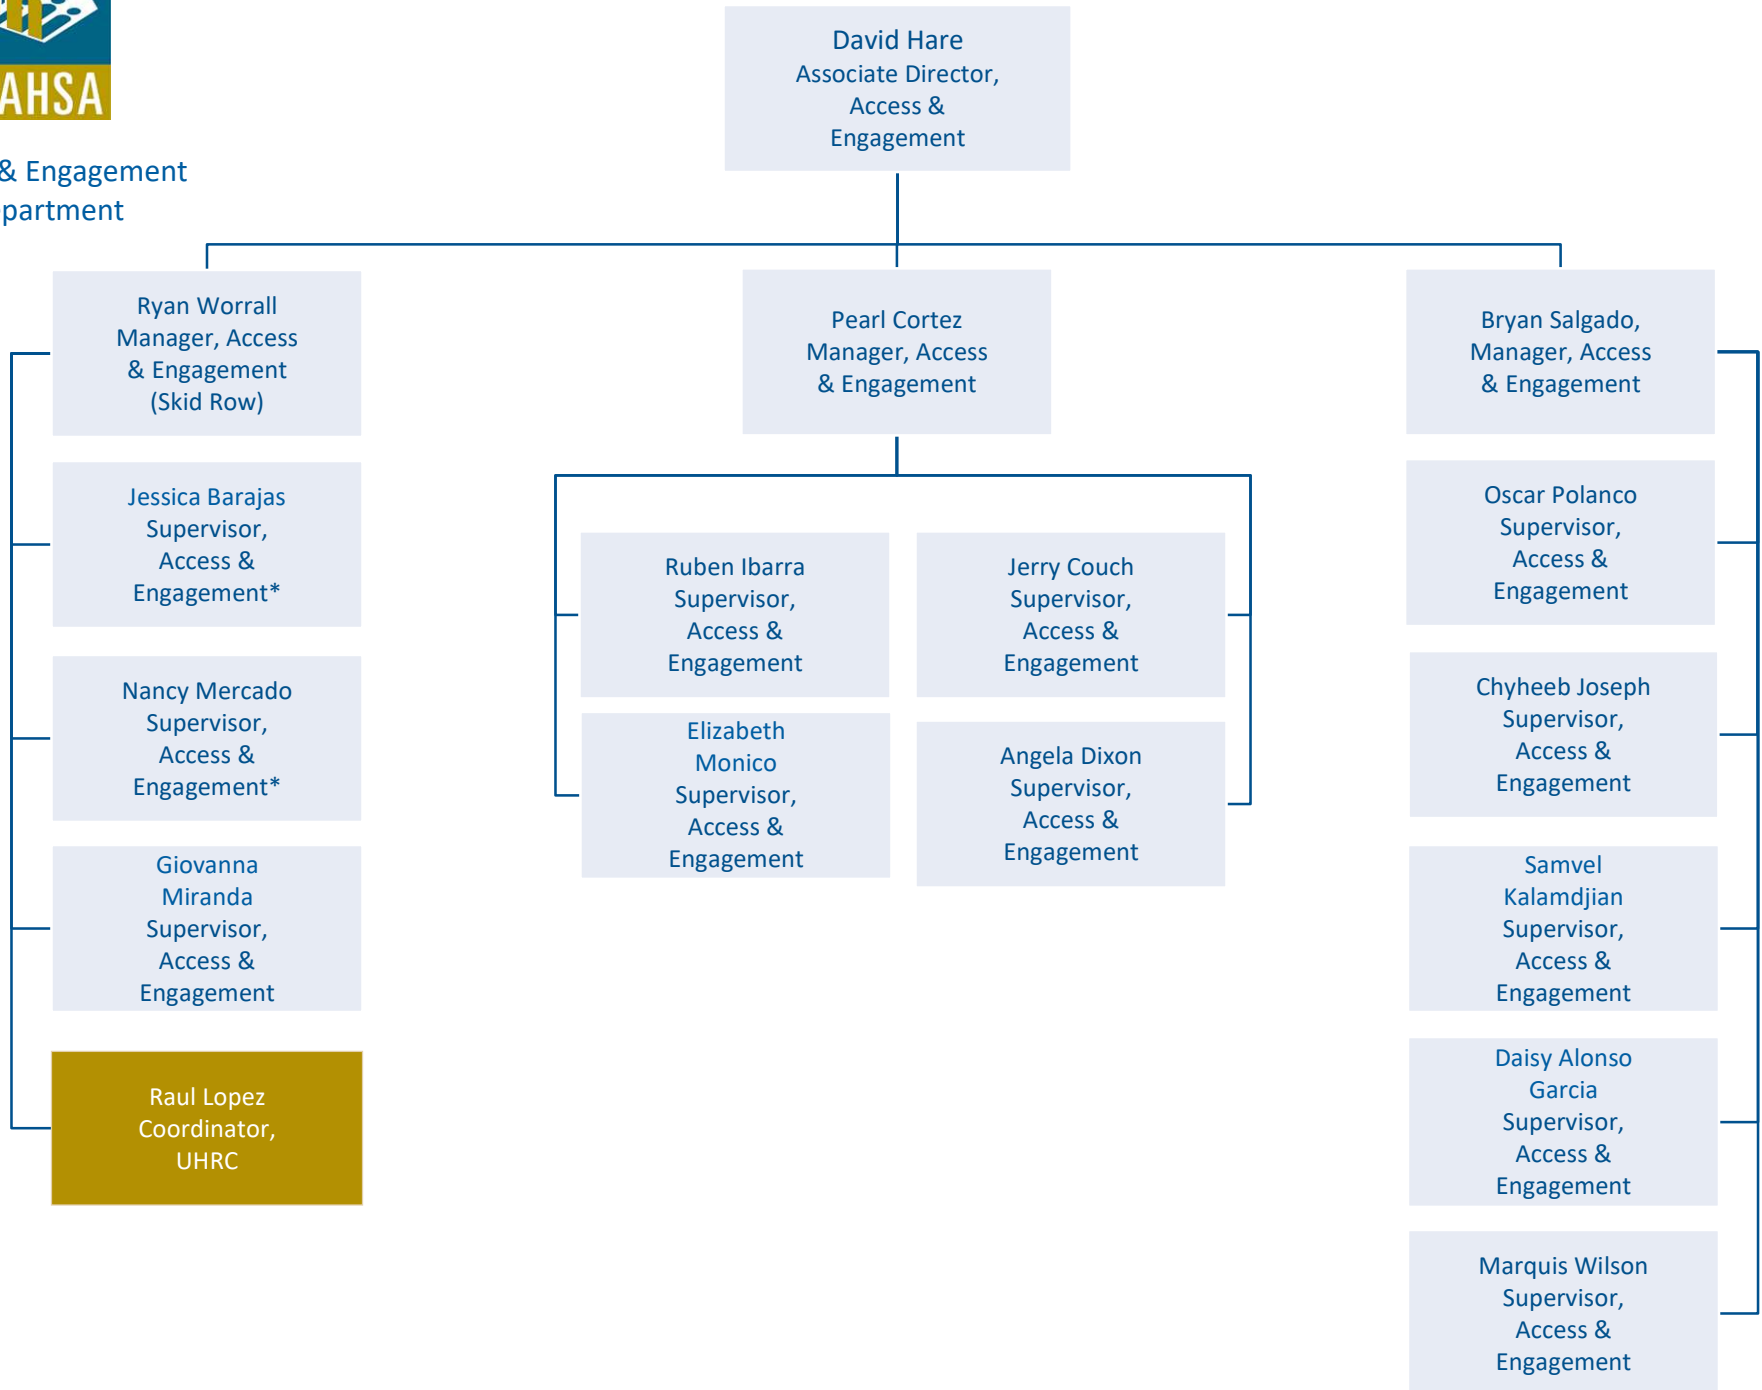 AHSA
& Engagement
partment
David Hare
Associate Director,
Access &
Engagement
Ryan Worrall
Manager, Access
& Engagement
(Skid Row)
Jessica Barajas
Supervisor,
Access &
Engagement*
Nancy Mercado
Supervisor,
Access &
Engagement*
Giovanna
Miranda
Supervisor,
Access &
Engagement
Raul Lopez
Coordinator,
UHRC
Pearl Cortez
Manager, Access
& Engagement
Ruben Ibarra
Supervisor,
Access &
Engagement
Jerry Couch
Supervisor,
Access &
Engagement
Elizabeth
Monico
Supervisor,
Access &
Engagement
Angela Dixon
Supervisor,
Access &
Engagement
Bryan Salgado,
Manager, Access
& Engagement
Oscar Polanco
Supervisor,
Access &
Engagement
Chyheeb Joseph
Supervisor,
Access &
Engagement
Samvel
Kalamdjian
Supervisor,
Access &
Engagement
Daisy Alonso
Garcia
Supervisor,
Access &
Engagement
Marquis Wilson
Supervisor,
Access &
Engagement